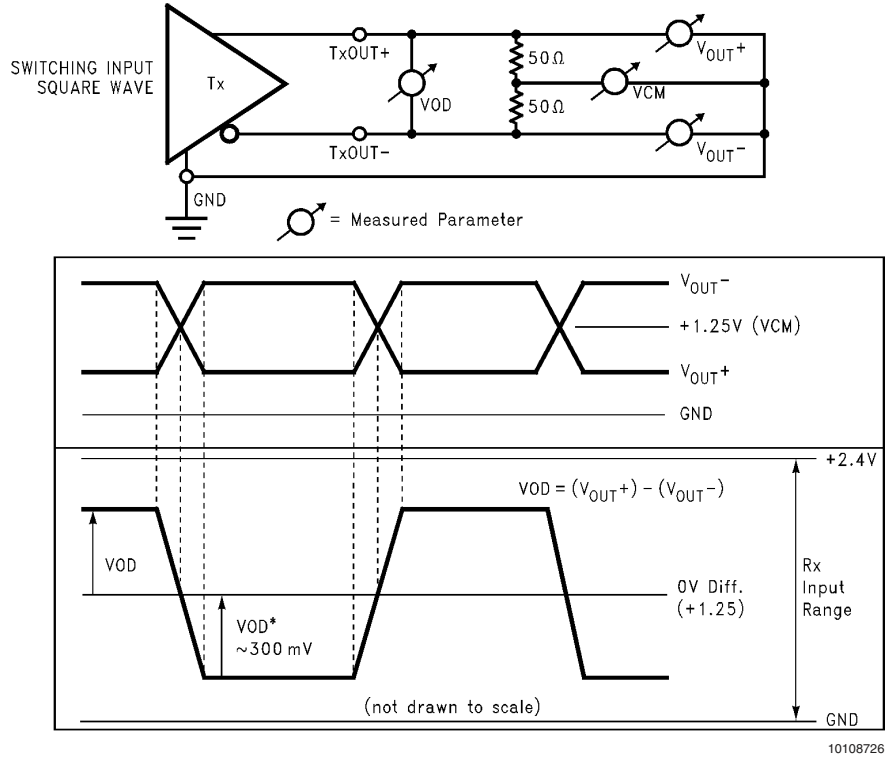 SWITCHING INPUT
SQUARE WAVE
Tx
TxOUT+
TxOUT-
VOD
50Ω
50Ω
VCM
VOUT+
VOUT-
GND
= Measured Parameter
VOUT-
+1.25V (VCM)
VOUT+
GND
+2.4V
VOD = (VOUT+) - (VOUT-)
VOD
0V Diff.
(+1.25)
Rx
Input
Range
VOD*
~300 mV
(not drawn to scale)
GND
10108726